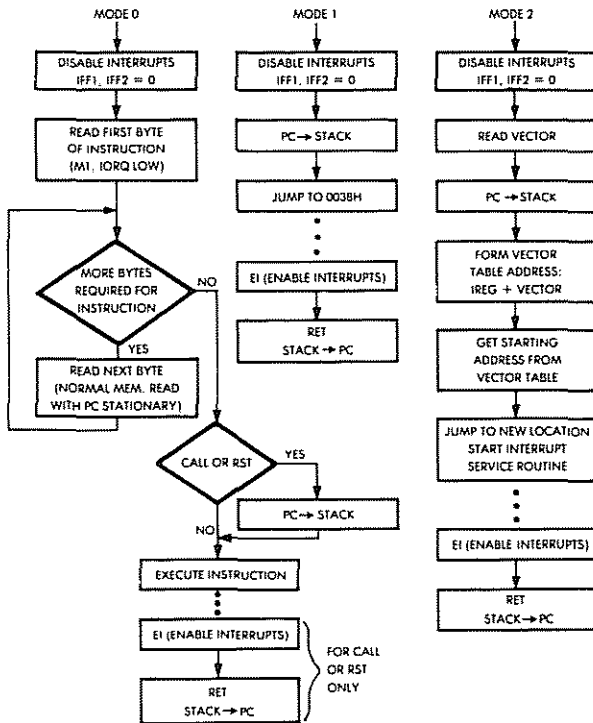 MODE 0
DISABLE INTERRUPTS
IFF1, IFF2 = 0
READ FIRST BYTE
OF INSTRUCTION
(M1, IORQ LOW)
MORE BYTES
REQUIRED FOR
INSTRUCTION
NO
YES
READ NEXT BYTE
(NORMAL MEM. READ
WITH PC STATIONARY)
CALL OR RST
YES
PC→STACK
NO
EXECUTE INSTRUCTION
EI (ENABLE INTERRUPTS)
RET
STACK→PC
FOR CALL
OR RST
ONLY
MODE 1
DISABLE INTERRUPTS
IFF1, IFF2 = 0
PC→STACK
JUMP TO 0038H
EI (ENABLE INTERRUPTS)
RET
STACK→PC
MODE 2
DISABLE INTERRUPTS
IFF1, IFF2 = 0
READ VECTOR
PC→STACK
FORM VECTOR
TABLE ADDRESS:
IREG + VECTOR
GET STARTING
ADDRESS FROM
VECTOR TABLE
JUMP TO NEW LOCATION
START INTERRUPT
SERVICE ROUTINE
EI (ENABLE INTERRUPTS)
RET
STACK→PC